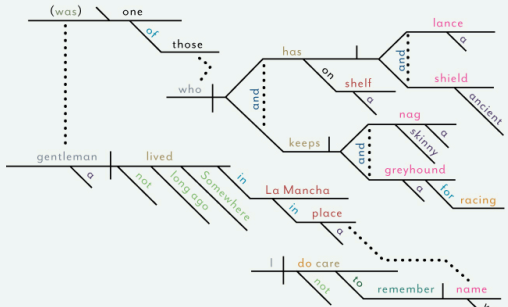 (was) one
of
those
who
has
and
on
shelf
a
and
lance
a
shield
ancient
keeps
and
nag
skinny
a
greyhound
a
for
racing
gentleman
a
lived
not
long ago
Somewhere
in
La Mancha
in
place
a
I
do care
not
to
remember
name